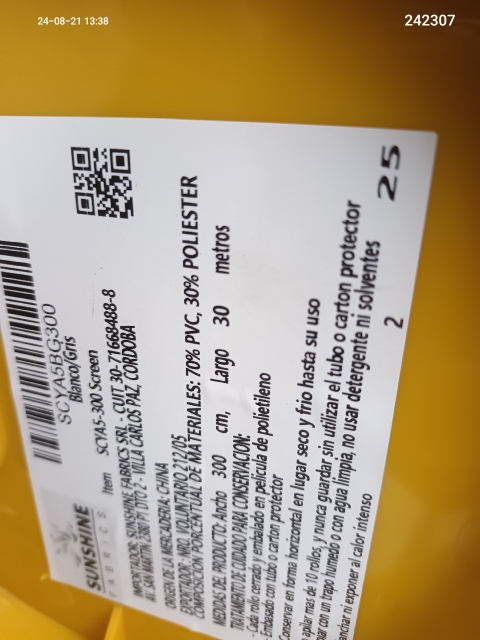 24-08-21 13:38
242307
SCYA5BG300
Blanco/Gris
SUNSHINE
FABRICS
Item SCYA5-300 Screen
IMPORTADOR: SUNSHINE FABRICS SRL - CUIT 30-71668488-8
AL SAN MARTIN 2280 P1 DTO 2 - VILLA CARLOS PAZ, CORDOBA
ORIGEN DE LA MERCADERIA: CHINA
EXPORTADOR: NRO. VOLUNTARIO 212/05
COMPOSICION PORCENTUAL DE MATERIALES: 70% PVC, 30% POLIESTER
MEDIDAS DEL PRODUCTO: Ancho 300 cm, Largo 30 metros
TRATAMIENTO DE CUIDADO PARA CONSERVACION:
- Cada rollo cerrado y embalado en pelicula de polietileno
- Embasado con tubo o carton protector
Conservar en forma horizontal en lugar seco y frio hasta su uso
apilar mas de 10 rollos, y nunca guardar sin utilizar el tubo o carton protector
con un trapo humedo o con agua limpia, no usar detergente ni solventes
ni exponer al calor intenso
2
25